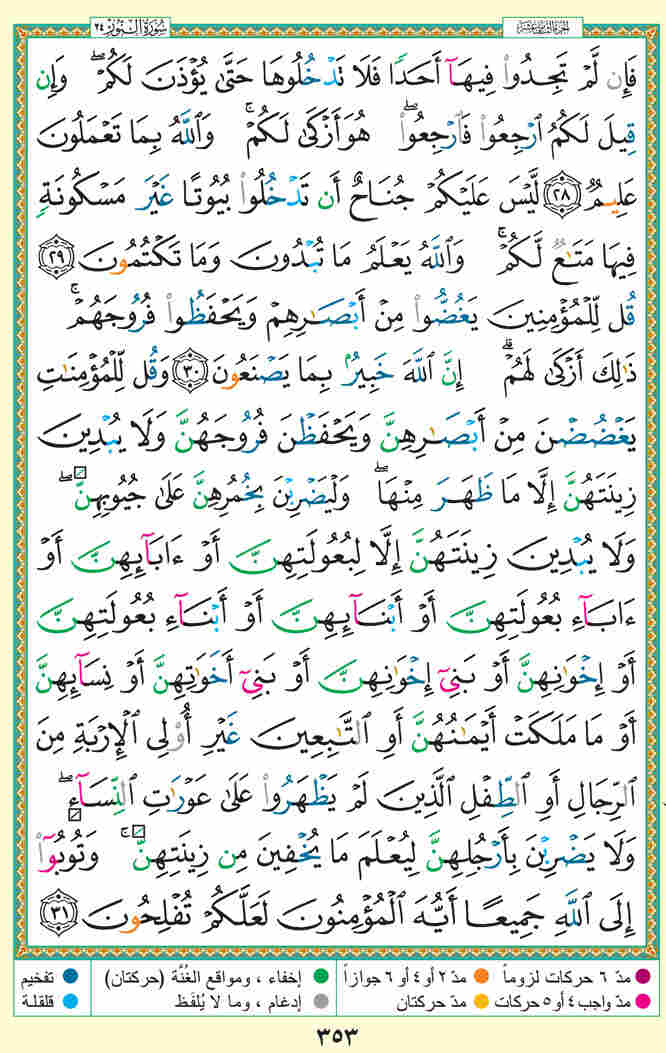 سُورَةُ النُّورِ ٢٤
الجزء الثامن عشر
فَإِن لَّمْ تَجِدُوا۟ فِيهَآ أَحَدًا فَلَا تَدْخُلُوهَا حَتَّىٰ يُؤْذَنَ لَكُمْ ۖ وَإِن
قِيلَ لَكُمُ ٱرْجِعُوا۟ فَٱرْجِعُوا۟ ۖ هُوَ أَزْكَىٰ لَكُمْ ۚ وَٱللَّهُ بِمَا تَعْمَلُونَ
عَلِيمٌ ٢٨ لَّيْسَ عَلَيْكُمْ جُنَاحٌ أَن تَدْخُلُوا۟ بُيُوتًا غَيْرَ مَسْكُونَةٍ
فِيهَا مَتَـٰعٌ لَّكُمْ ۚ وَٱللَّهُ يَعْلَمُ مَا تُبْدُونَ وَمَا تَكْتُمُونَ ٢٩
قُل لِّلْمُؤْمِنِينَ يَغُضُّوا۟ مِنْ أَبْصَـٰرِهِمْ وَيَحْفَظُوا۟ فُرُوجَهُمْ ۚ
ذَٰلِكَ أَزْكَىٰ لَهُمْ ۗ إِنَّ ٱللَّهَ خَبِيرٌۢ بِمَا يَصْنَعُونَ ٣٠ وَقُل لِّلْمُؤْمِنَـٰتِ
يَغْضُضْنَ مِنْ أَبْصَـٰرِهِنَّ وَيَحْفَظْنَ فُرُوجَهُنَّ وَلَا يُبْدِينَ
زِينَتَهُنَّ إِلَّا مَا ظَهَرَ مِنْهَا ۖ وَلْيَضْرِبْنَ بِخُمُرِهِنَّ عَلَىٰ جُيُوبِهِنَّ ۖ
وَلَا يُبْدِينَ زِينَتَهُنَّ إِلَّا لِبُعُولَتِهِنَّ أَوْ ءَابَآئِهِنَّ أَوْ
ءَابَآءِ بُعُولَتِهِنَّ أَوْ أَبْنَآئِهِنَّ أَوْ أَبْنَآءِ بُعُولَتِهِنَّ
أَوْ إِخْوَٰنِهِنَّ أَوْ بَنِىٓ إِخْوَٰنِهِنَّ أَوْ بَنِىٓ أَخَوَٰتِهِنَّ أَوْ نِسَآئِهِنَّ
أَوْ مَا مَلَكَتْ أَيْمَـٰنُهُنَّ أَوِ ٱلتَّـٰبِعِينَ غَيْرِ أُو۟لِى ٱلْإِرْبَةِ مِنَ
ٱلرِّجَالِ أَوِ ٱلطِّفْلِ ٱلَّذِينَ لَمْ يَظْهَرُوا۟ عَلَىٰ عَوْرَٰتِ ٱلنِّسَآءِ ۖ
وَلَا يَضْرِبْنَ بِأَرْجُلِهِنَّ لِيُعْلَمَ مَا يُخْفِينَ مِن زِينَتِهِنَّ ۚ وَتُوبُوٓا۟
إِلَى ٱللَّهِ جَمِيعًا أَيُّهَ ٱلْمُؤْمِنُونَ لَعَلَّكُمْ تُفْلِحُونَ ٣١
مدّ ٦ حركات لزوماً
مدّ ٢ أو ٤ أو ٦ جوازاً
إخفاء ، ومواقع الغُنَّة (حركتان)
تفخيم
مدّ واجب ٤ أو ٥ حركات
مدّ حركتان
إدغام ، وما لا يُلفَظ
قلقلة
٣٥٣